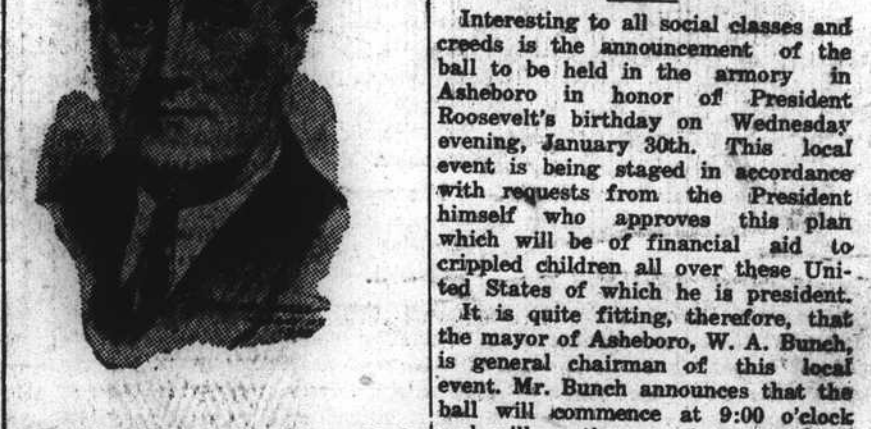 Interesting to all social classes and
creeds is the announcement of the
ball to be held in the armory in
Asheboro in honor of President
Roosevelt's birthday on Wednesday
evening, January 30th. This local
event is being staged in accordance
with requests from the President
himself who approves this plan
which will be of financial aid to
crippled children all over these Uni-
ted States of which he is president.
It is quite fitting, therefore, that
the mayor of Asheboro, W. A. Bunch,
is general chairman of this local
event. Mr. Bunch announces that the
ball will commence at 9:00 o'clock